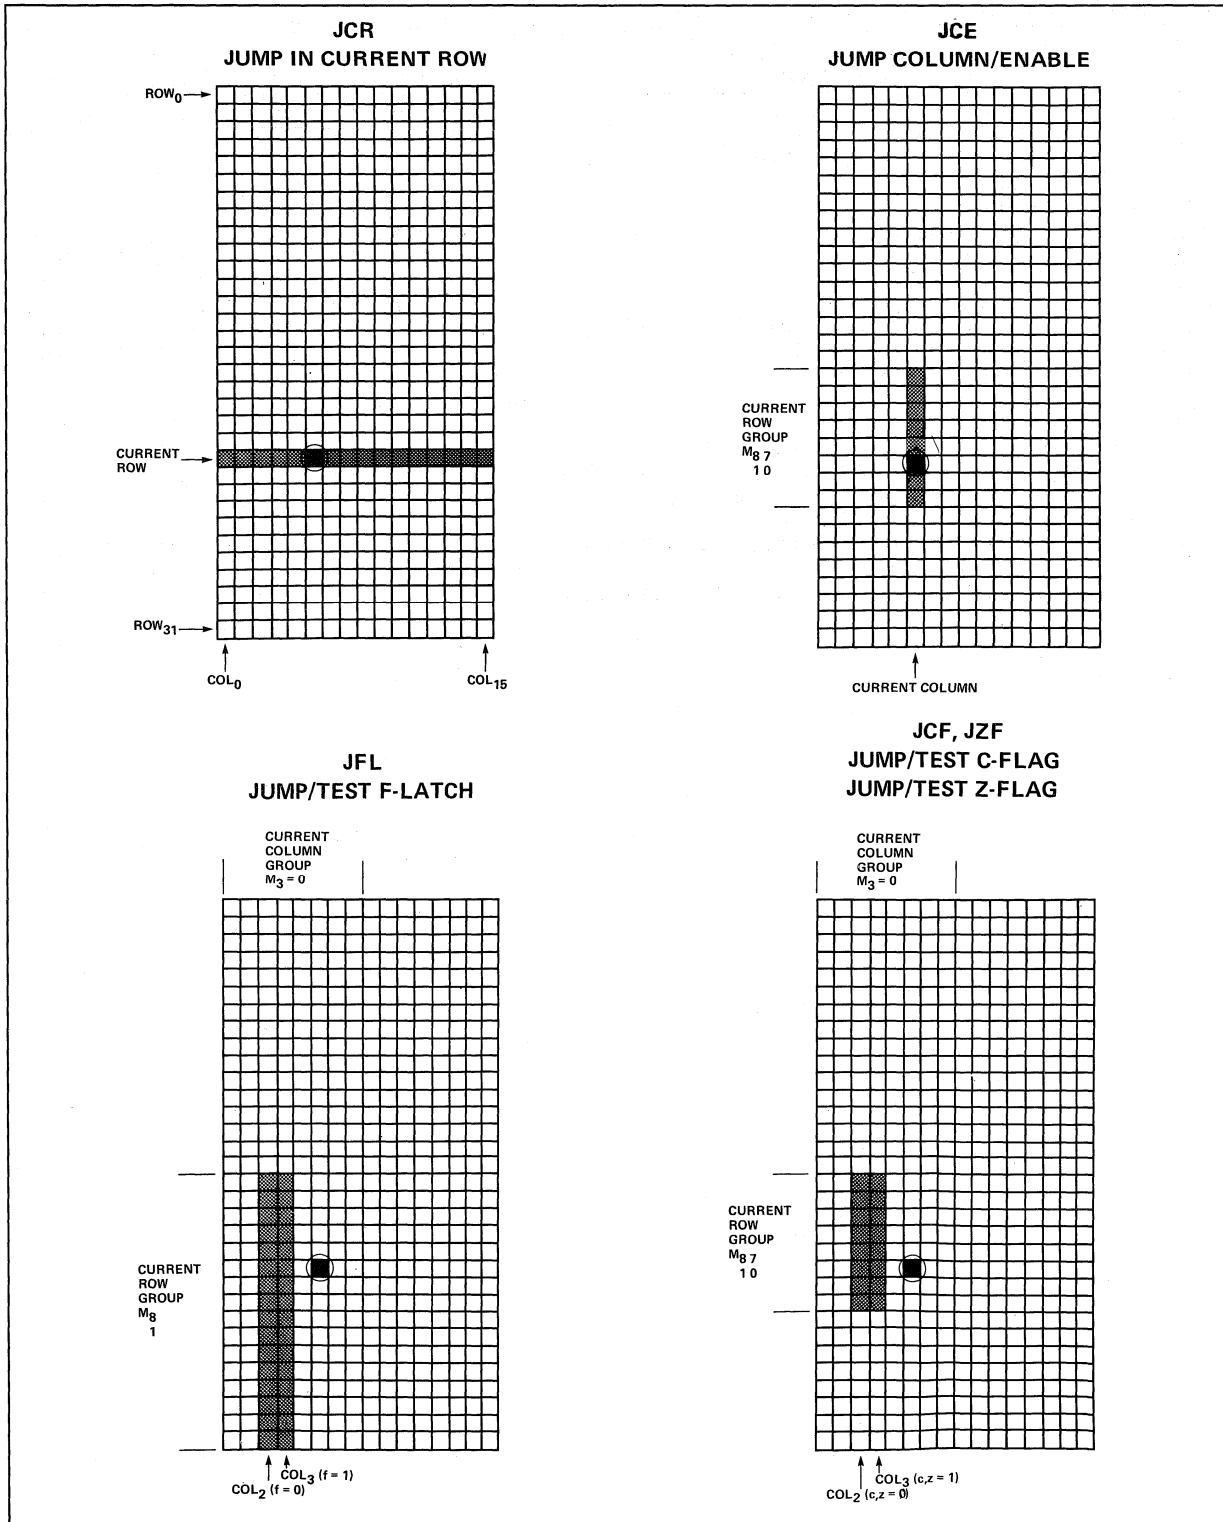 JCR
JUMP IN CURRENT ROW
ROW0
CURRENT
ROW
ROW31
COL0
COL15
JCE
JUMP COLUMN/ENABLE
CURRENT
ROW
GROUP
M8 7
1 0
CURRENT COLUMN
JFL
JUMP/TEST F-LATCH
CURRENT
COLUMN
GROUP
M3 = 0
CURRENT
ROW
GROUP
M8
1
COL3 (f = 1)
COL2 (f = 0)
JCF, JZF
JUMP/TEST C-FLAG
JUMP/TEST Z-FLAG
CURRENT
COLUMN
GROUP
M3 = 0
CURRENT
ROW
GROUP
M8 7
1 0
COL3 (c,z = 1)
COL2 (c,z = 0)